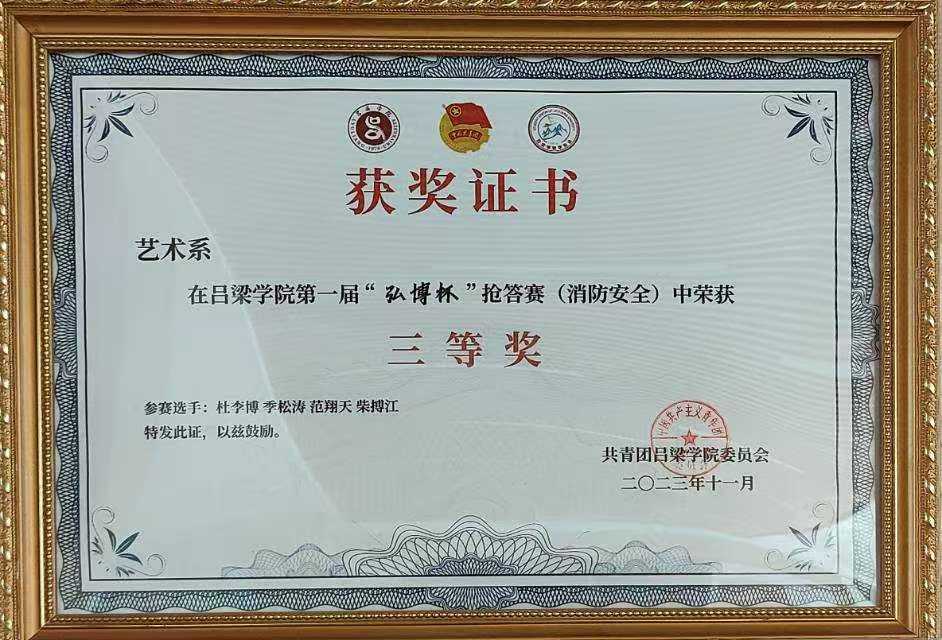 获奖证书
艺术系
在吕梁学院第一届“弘博杯”抢答赛（消防安全）中荣获
三等奖
参赛选手：杜李博 季松涛 范翔天 柴搏江
特发此证，以兹鼓励。
共青团吕梁学院委员会
二〇二三年十一月